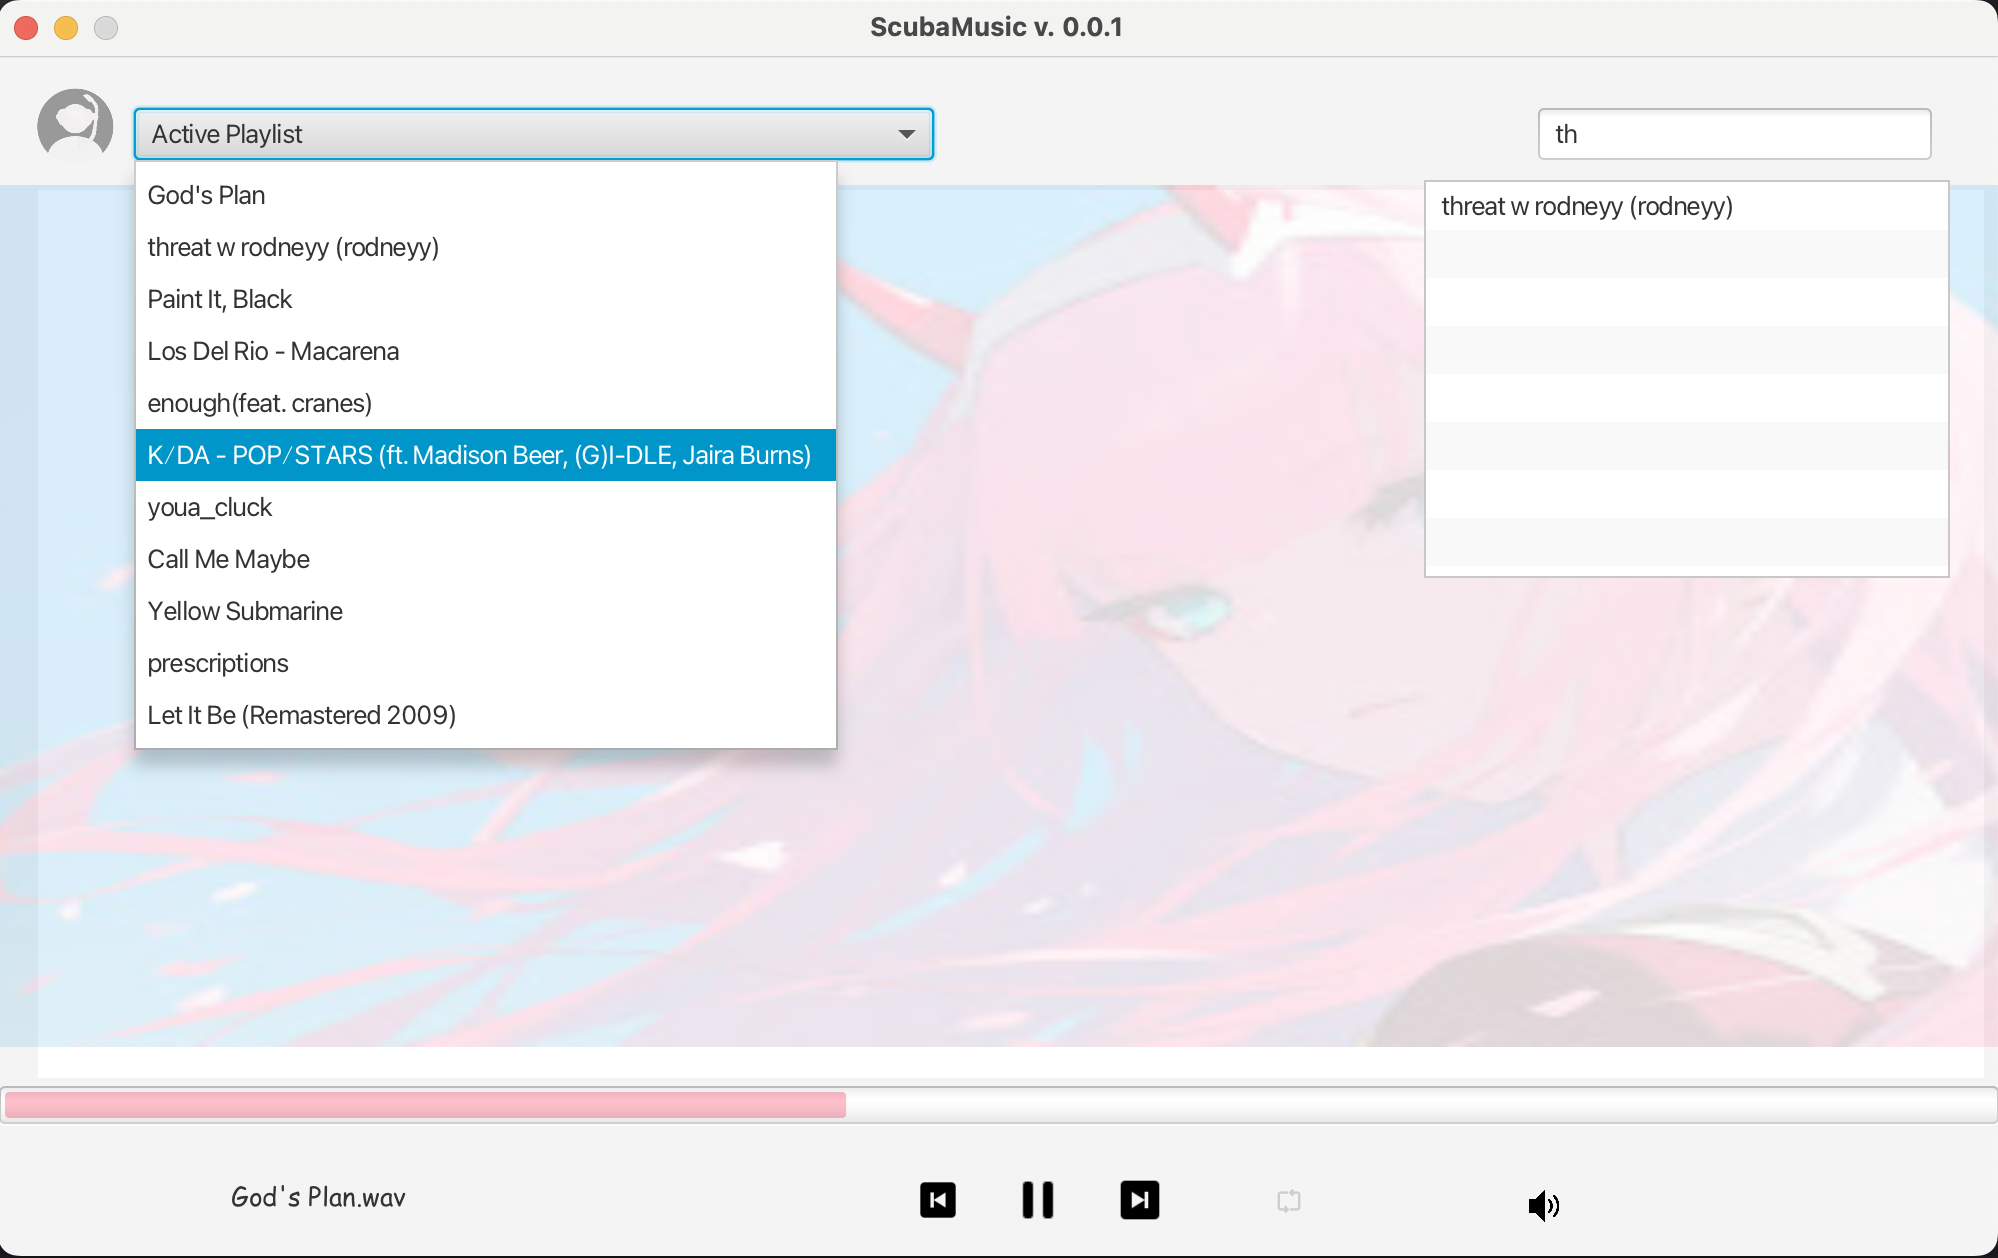 ScubaMusic v. 0.0.1
Active Playlist
th
God's Plan
threat w rodneyy (rodneyy)
Paint It, Black
Los Del Rio - Macarena
enough(feat. cranes)
K/DA - POP/STARS (ft. Madison Beer, (G)I-DLE, Jaira Burns)
youa_cluck
Call Me Maybe
Yellow Submarine
prescriptions
Let It Be (Remastered 2009)
threat w rodneyy (rodneyy)
God's Plan.wav